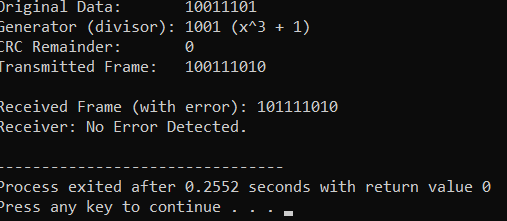 Original Data: 10011101
Generator (divisor): 1001 (x^3 + 1)
CRC Remainder: 0
Transmitted Frame: 100111010

Received Frame (with error): 101111010
Receiver: No Error Detected.

--------------------------------
Process exited after 0.2552 seconds with return value 0
Press any key to continue . . .